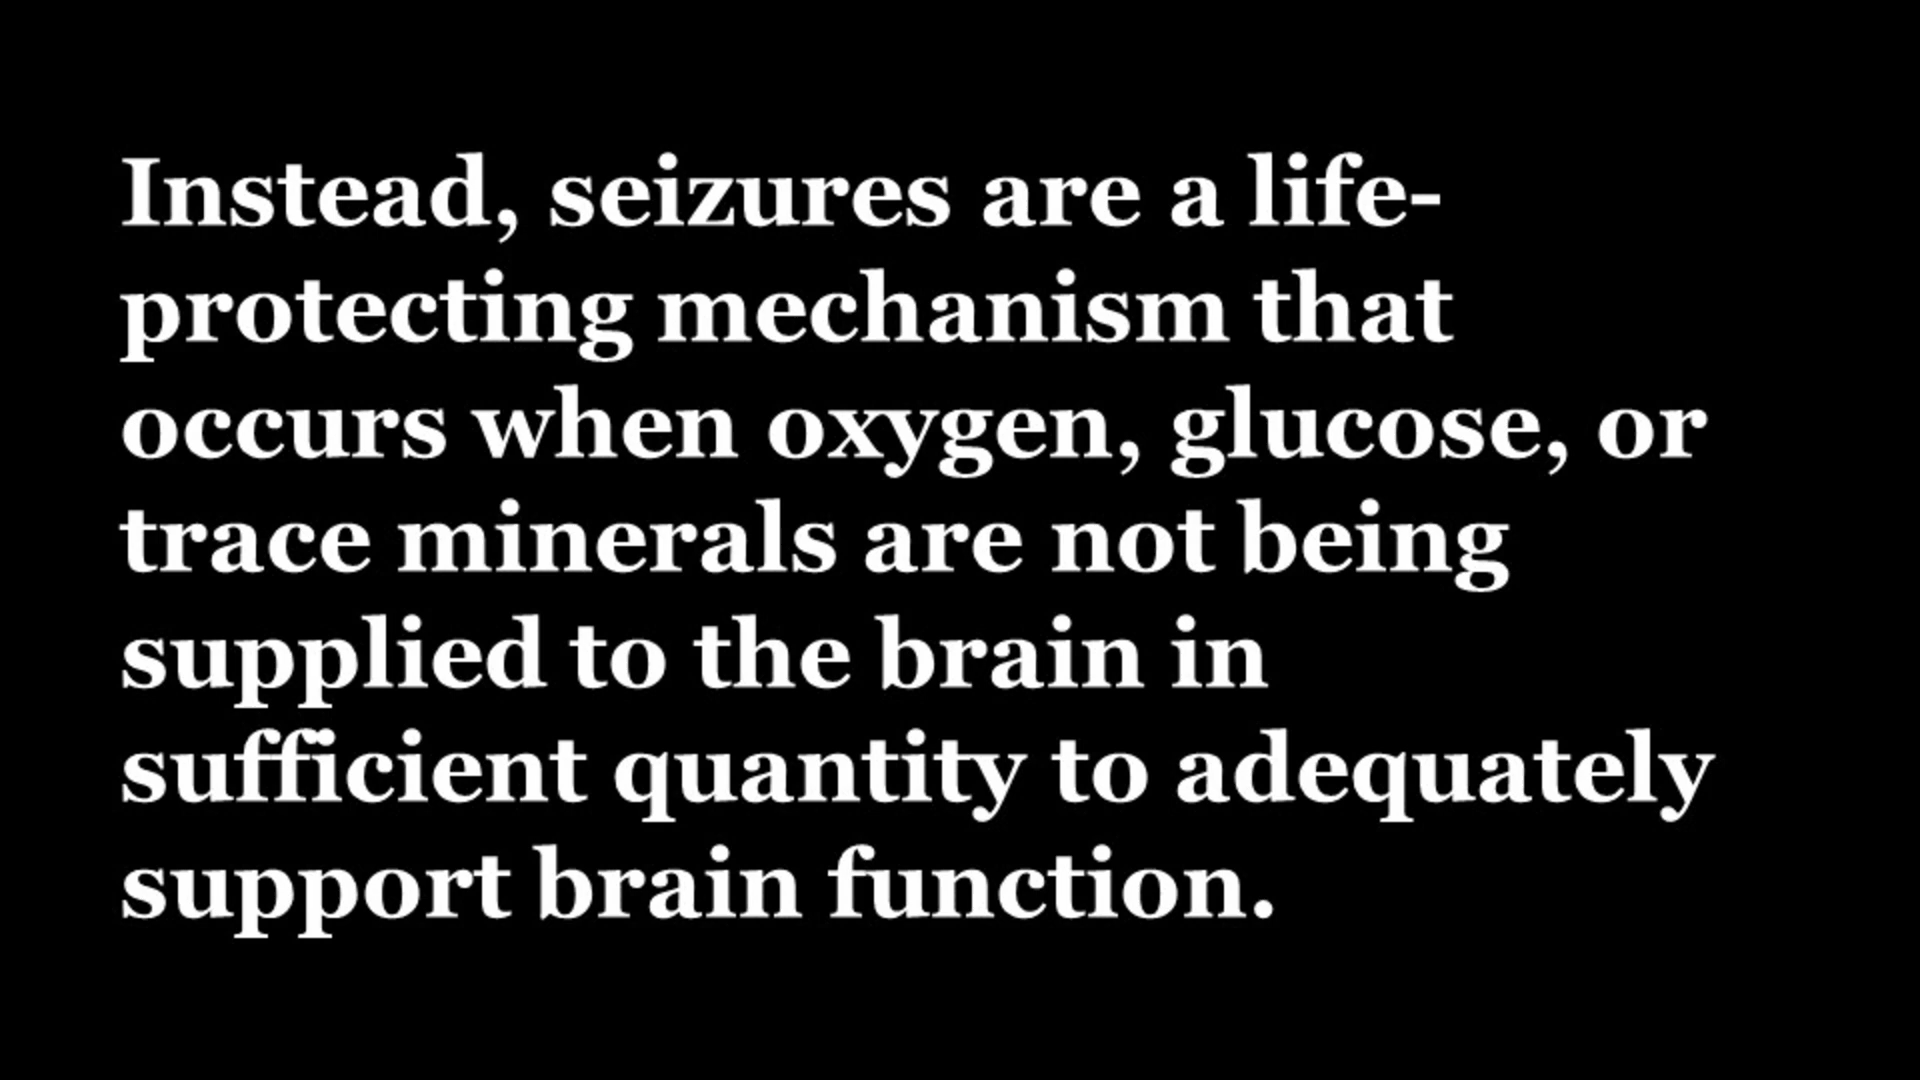 Instead, seizures are a life-
protecting mechanism that
occurs when oxygen, glucose, or
trace minerals are not being
supplied to the brain in
sufficient quantity to adequately
support brain function.